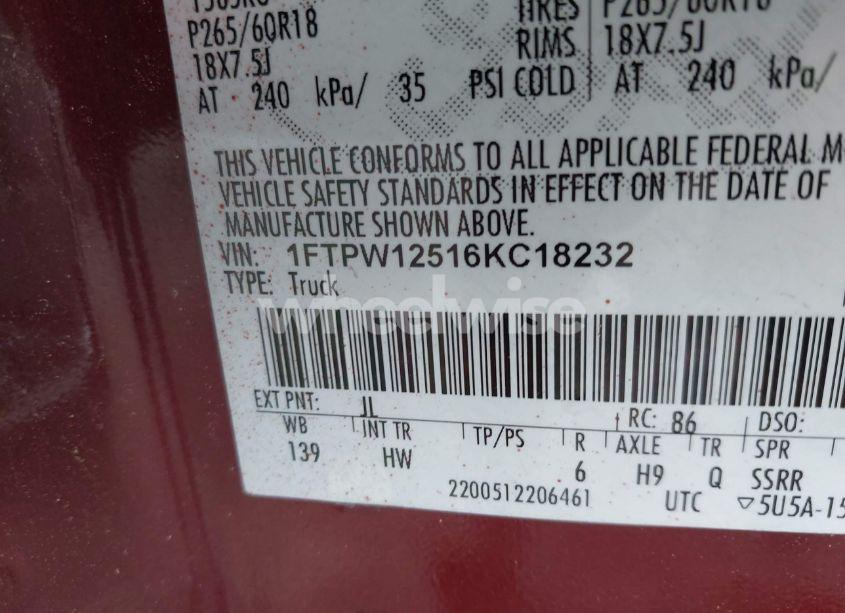 P265/60R18
18X7.5J
AT 240 kPa/ 35 PSI COLD
TIRES P265/60R18
RIMS 18X7.5J
AT 240 kPa/
THIS VEHICLE CONFORMS TO ALL APPLICABLE FEDERAL M
VEHICLE SAFETY STANDARDS IN EFFECT ON THE DATE OF
MANUFACTURE SHOWN ABOVE.
VIN: 1FTPW12516KC18232
TYPE: Truck
wheelwise
EXT PNT: JL RC: 86 DSO:
WB INT TR TP/PS R AXLE TR SPR
139 HW 6 H9 Q SSRR
2200512206461 UTC ▽5U5A-15